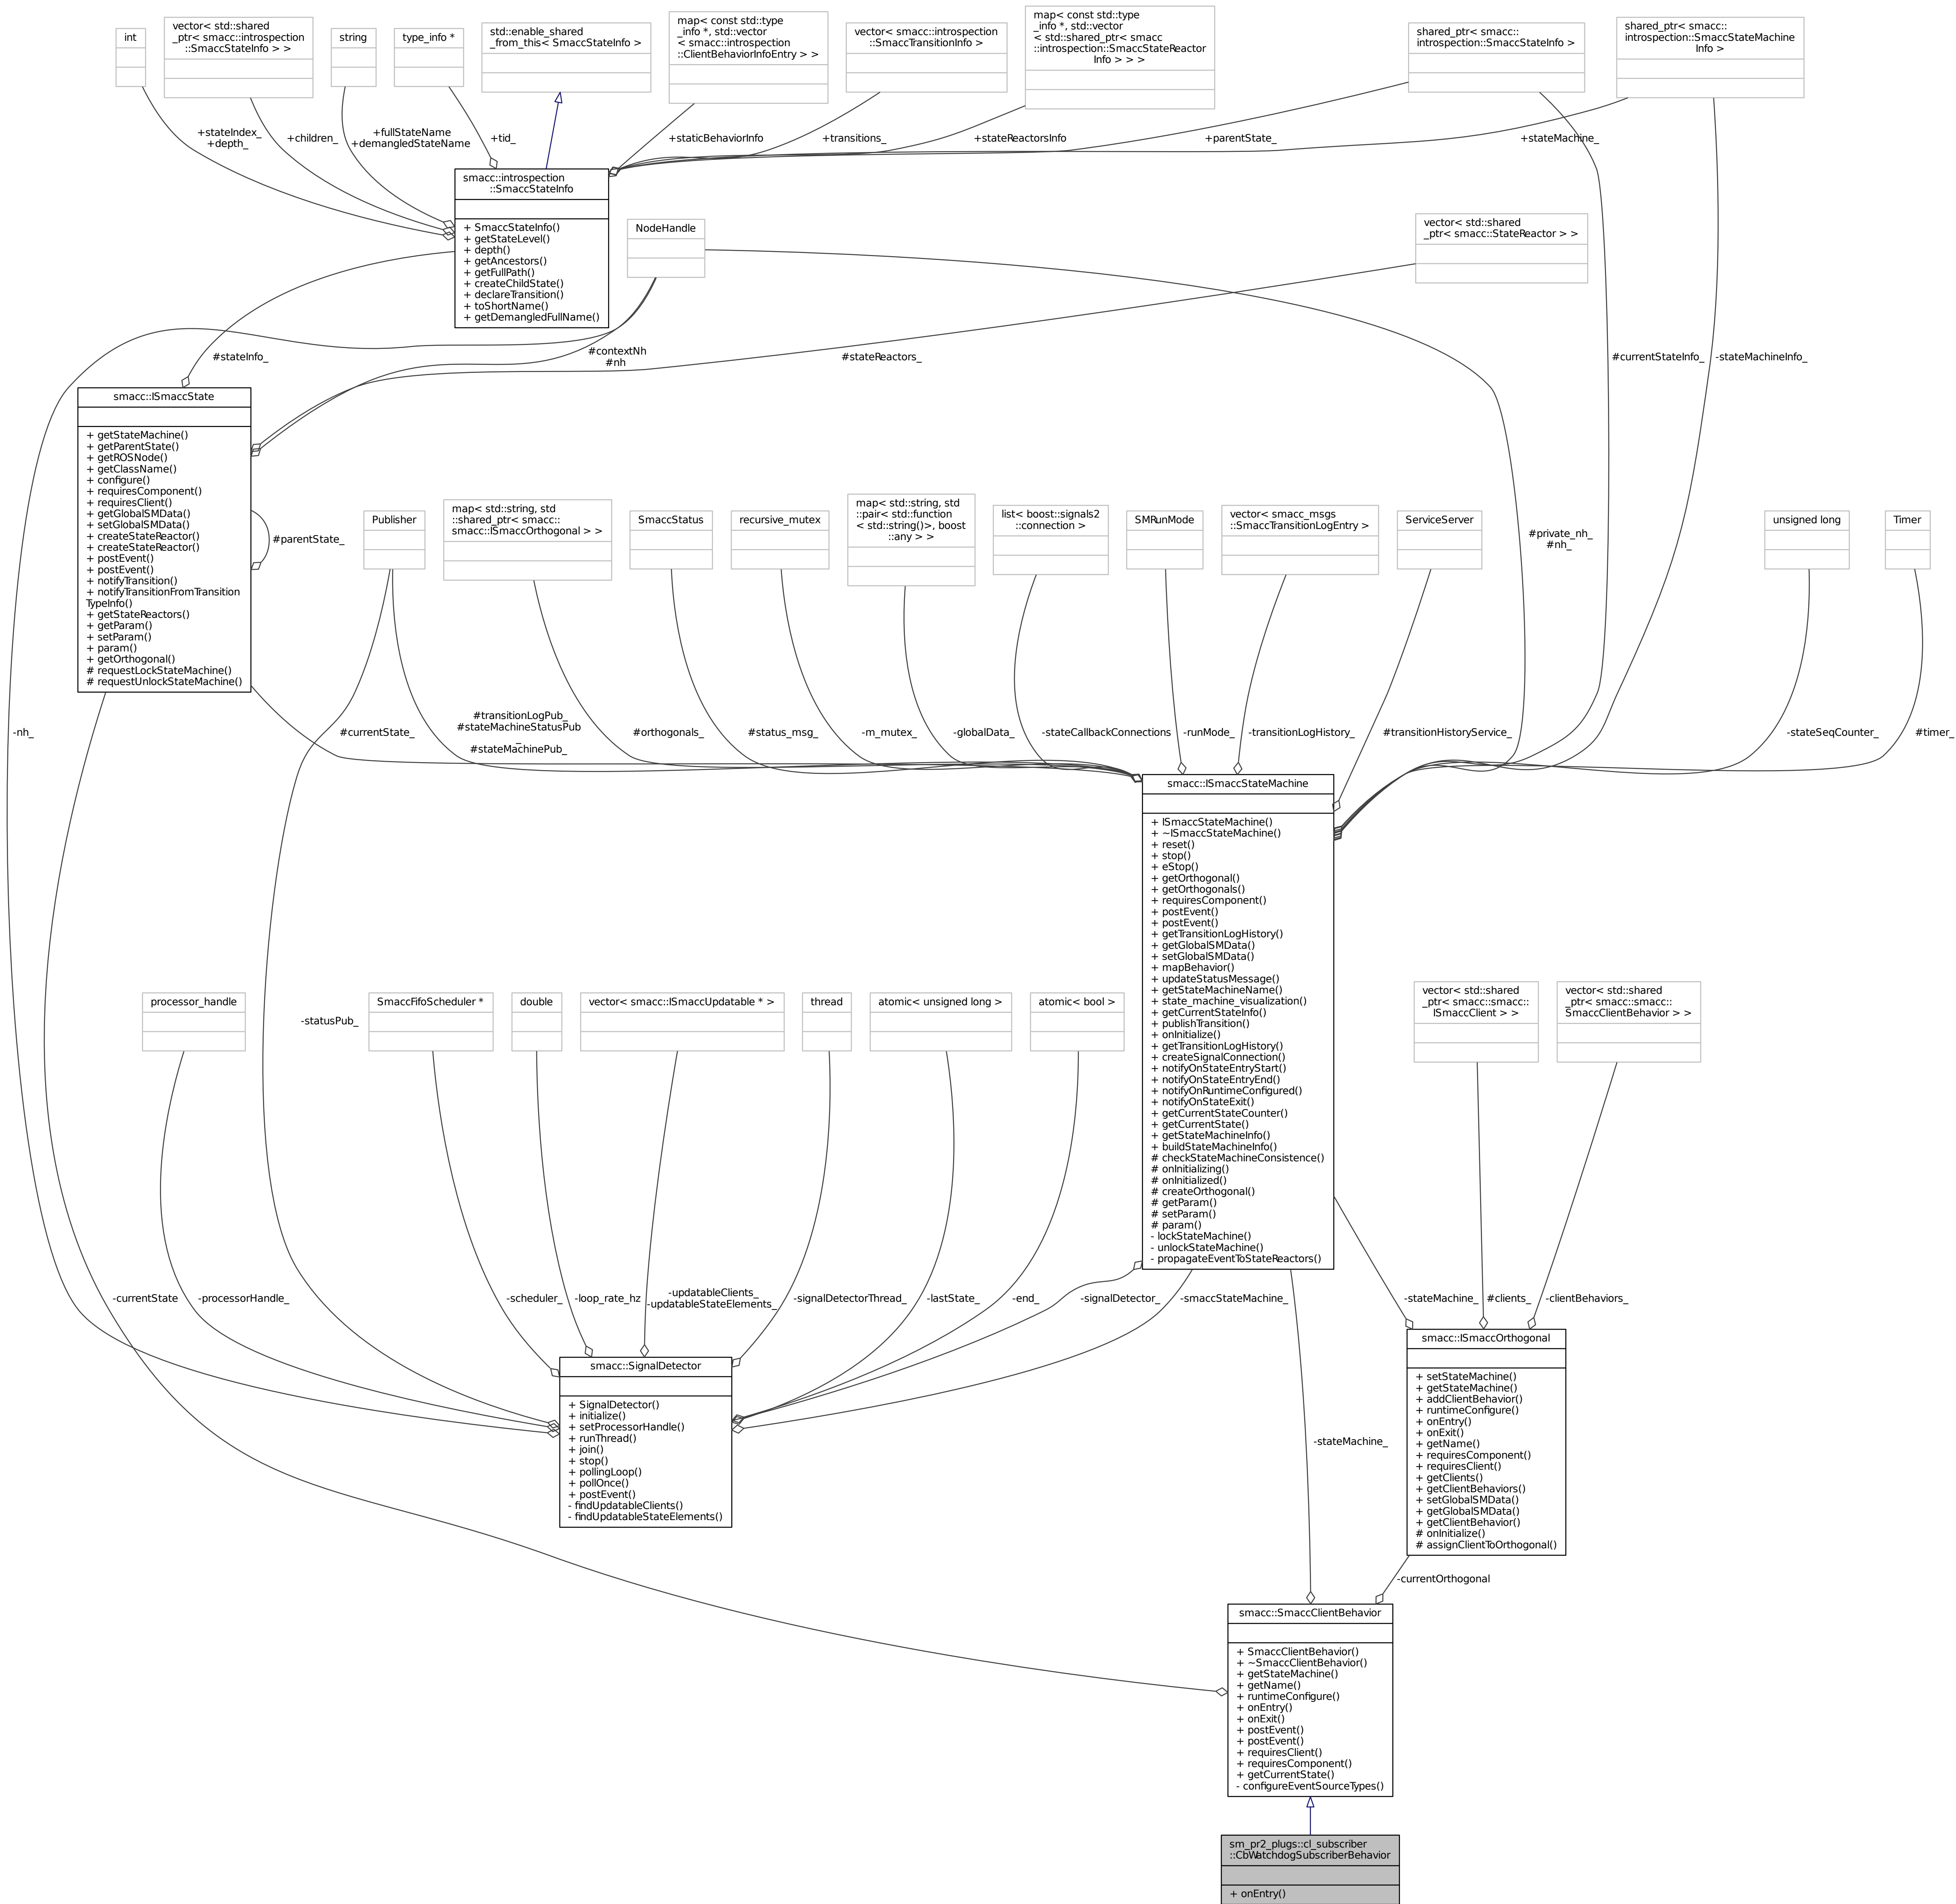 int
vector< std::shared
_ptr< smacc::introspection
::SmaccStateInfo > >
string
type_info *
std::enable_shared
_from_this< SmaccStateInfo >
map< const std::type
_info *, std::vector
< smacc::introspection
::ClientBehaviorInfoEntry > >
vector< smacc::introspection
::SmaccTransitionInfo >
map< const std::type
_info *, std::vector
< std::shared_ptr< smacc
::introspection::SmaccStateReactor
Info > > >
shared_ptr< smacc::
introspection::SmaccStateInfo >
shared_ptr< smacc::
introspection::SmaccStateMachine
Info >
+stateIndex_
+depth_
+children_
+fullStateName
+demangledStateName
+tid_
+staticBehaviorInfo
+transitions_
+stateReactorsInfo
+parentState_
+stateMachine_
smacc::introspection
::SmaccStateInfo
+ SmaccStateInfo()
+ getStateLevel()
+ depth()
+ getAncestors()
+ getFullPath()
+ createChildState()
+ declareTransition()
+ toShortName()
+ getDemangledFullName()
NodeHandle
vector< std::shared
_ptr< smacc::StateReactor > >
#stateInfo_
#contextNh
#nh
#stateReactors_
#currentStateInfo_
-stateMachineInfo_
smacc::ISmaccState
+ getStateMachine()
+ getParentState()
+ getROSNode()
+ getClassName()
+ configure()
+ requiresComponent()
+ requiresClient()
+ getGlobalSMData()
+ setGlobalSMData()
+ createStateReactor()
+ createStateReactor()
+ postEvent()
+ postEvent()
+ notifyTransition()
+ notifyTransitionFromTransition
TypeInfo()
+ getStateReactors()
+ getParam()
+ setParam()
+ param()
+ getOrthogonal()
# requestLockStateMachine()
# requestUnlockStateMachine()
#parentState_
Publisher
map< std::string, std
::shared_ptr< smacc::
smacc::ISmaccOrthogonal > >
SmaccStatus
recursive_mutex
map< std::string, std
::pair< std::function
< std::string()>, boost
::any > >
list< boost::signals2
::connection >
SMRunMode
vector< smacc_msgs
::SmaccTransitionLogEntry >
ServiceServer
#private_nh_
#nh_
unsigned long
Timer
-nh_
#currentState_
#transitionLogPub_
#stateMachineStatusPub
_
#stateMachinePub_
#orthogonals_
#status_msg_
-m_mutex_
-globalData_
-stateCallbackConnections
-runMode_
-transitionLogHistory_
#transitionHistoryService_
-stateSeqCounter_
#timer_
smacc::ISmaccStateMachine
+ ISmaccStateMachine()
+ ~ISmaccStateMachine()
+ reset()
+ stop()
+ eStop()
+ getOrthogonal()
+ getOrthogonals()
+ requiresComponent()
+ postEvent()
+ postEvent()
+ getTransitionLogHistory()
+ getGlobalSMData()
+ setGlobalSMData()
+ mapBehavior()
+ updateStatusMessage()
+ getStateMachineName()
+ state_machine_visualization()
+ getCurrentStateInfo()
+ publishTransition()
+ onInitialize()
+ getTransitionLogHistory()
+ createSignalConnection()
+ notifyOnStateEntryStart()
+ notifyOnStateEntryEnd()
+ notifyOnRuntimeConfigured()
+ notifyOnStateExit()
+ getCurrentStateCounter()
+ getCurrentState()
+ getStateMachineInfo()
+ buildStateMachineInfo()
# checkStateMachineConsistence()
# onInitializing()
# onInitialized()
# createOrthogonal()
# getParam()
# setParam()
# param()
- lockStateMachine()
- unlockStateMachine()
- propagateEventToStateReactors()
processor_handle
-statusPub_
SmaccFifoScheduler *
double
vector< smacc::ISmaccUpdatable * >
thread
atomic< unsigned long >
atomic< bool >
vector< std::shared
_ptr< smacc::smacc::
ISmaccClient > >
vector< std::shared
_ptr< smacc::smacc::
SmaccClientBehavior > >
-currentState
-processorHandle_
-scheduler_
-loop_rate_hz
-updatableClients_
-updatableStateElements_
-signalDetectorThread_
-lastState_
-end_
-signalDetector_
-smaccStateMachine_
-stateMachine_
#clients_
-clientBehaviors_
smacc::SignalDetector
+ SignalDetector()
+ initialize()
+ setProcessorHandle()
+ runThread()
+ join()
+ stop()
+ pollingLoop()
+ pollOnce()
+ postEvent()
- findUpdatableClients()
- findUpdatableStateElements()
smacc::ISmaccOrthogonal
+ setStateMachine()
+ getStateMachine()
+ addClientBehavior()
+ runtimeConfigure()
+ onEntry()
+ onExit()
+ getName()
+ requiresComponent()
+ requiresClient()
+ getClients()
+ getClientBehaviors()
+ setGlobalSMData()
+ getGlobalSMData()
+ getClientBehavior()
# onInitialize()
# assignClientToOrthogonal()
-stateMachine_
-currentOrthogonal
smacc::SmaccClientBehavior
+ SmaccClientBehavior()
+ ~SmaccClientBehavior()
+ getStateMachine()
+ getName()
+ runtimeConfigure()
+ onEntry()
+ onExit()
+ postEvent()
+ postEvent()
+ requiresClient()
+ requiresComponent()
+ getCurrentState()
- configureEventSourceTypes()
sm_pr2_plugs::cl_subscriber
::CbWatchdogSubscriberBehavior
+ onEntry()